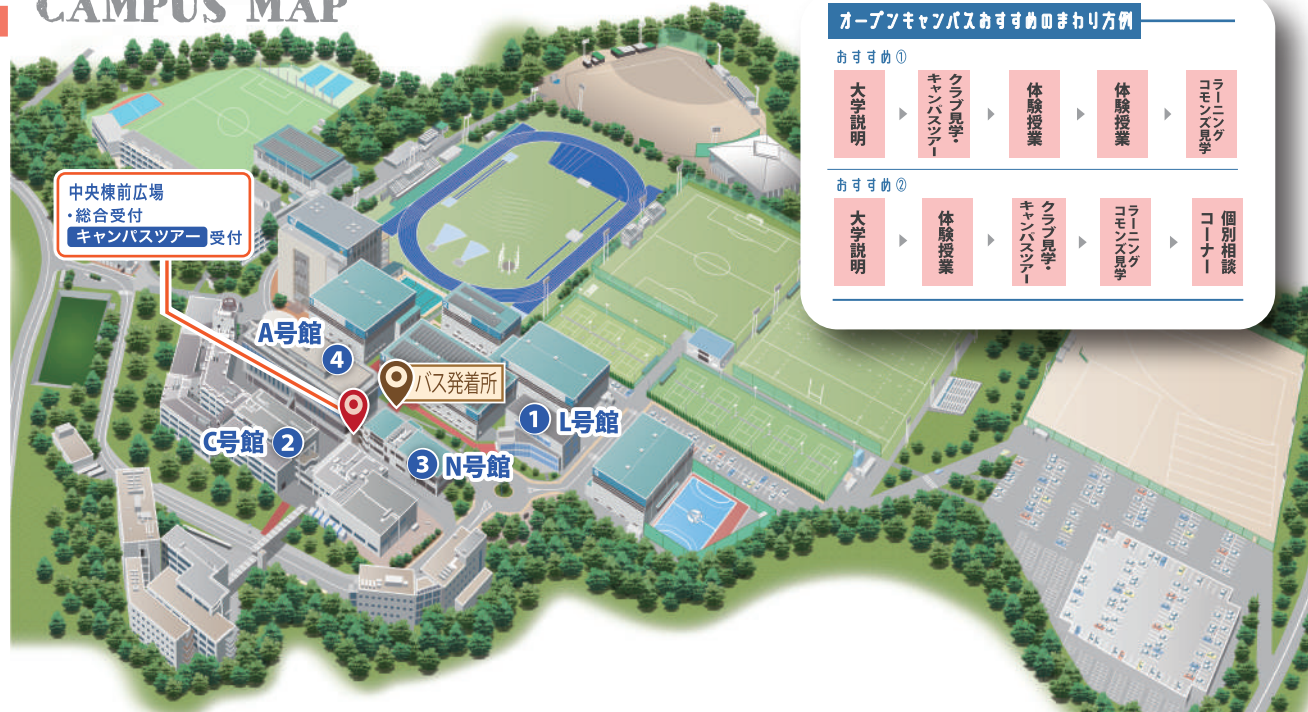 CAMPUS MAP
中央棟前広場
・総合受付
キャンパスツアー 受付
A号館
4
バス発着所
1 L号館
C号館 2
3 N号館
オープンキャンパスおすすめのまわり方例
おすすめ①
大学説明
クラブ見学・
キャンパスツアー
体験授業
体験授業
ラーニング
コモンズ見学
おすすめ②
大学説明
体験授業
クラブ見学・
キャンパスツアー
ラーニング
コモンズ見学
個別相談
コーナー